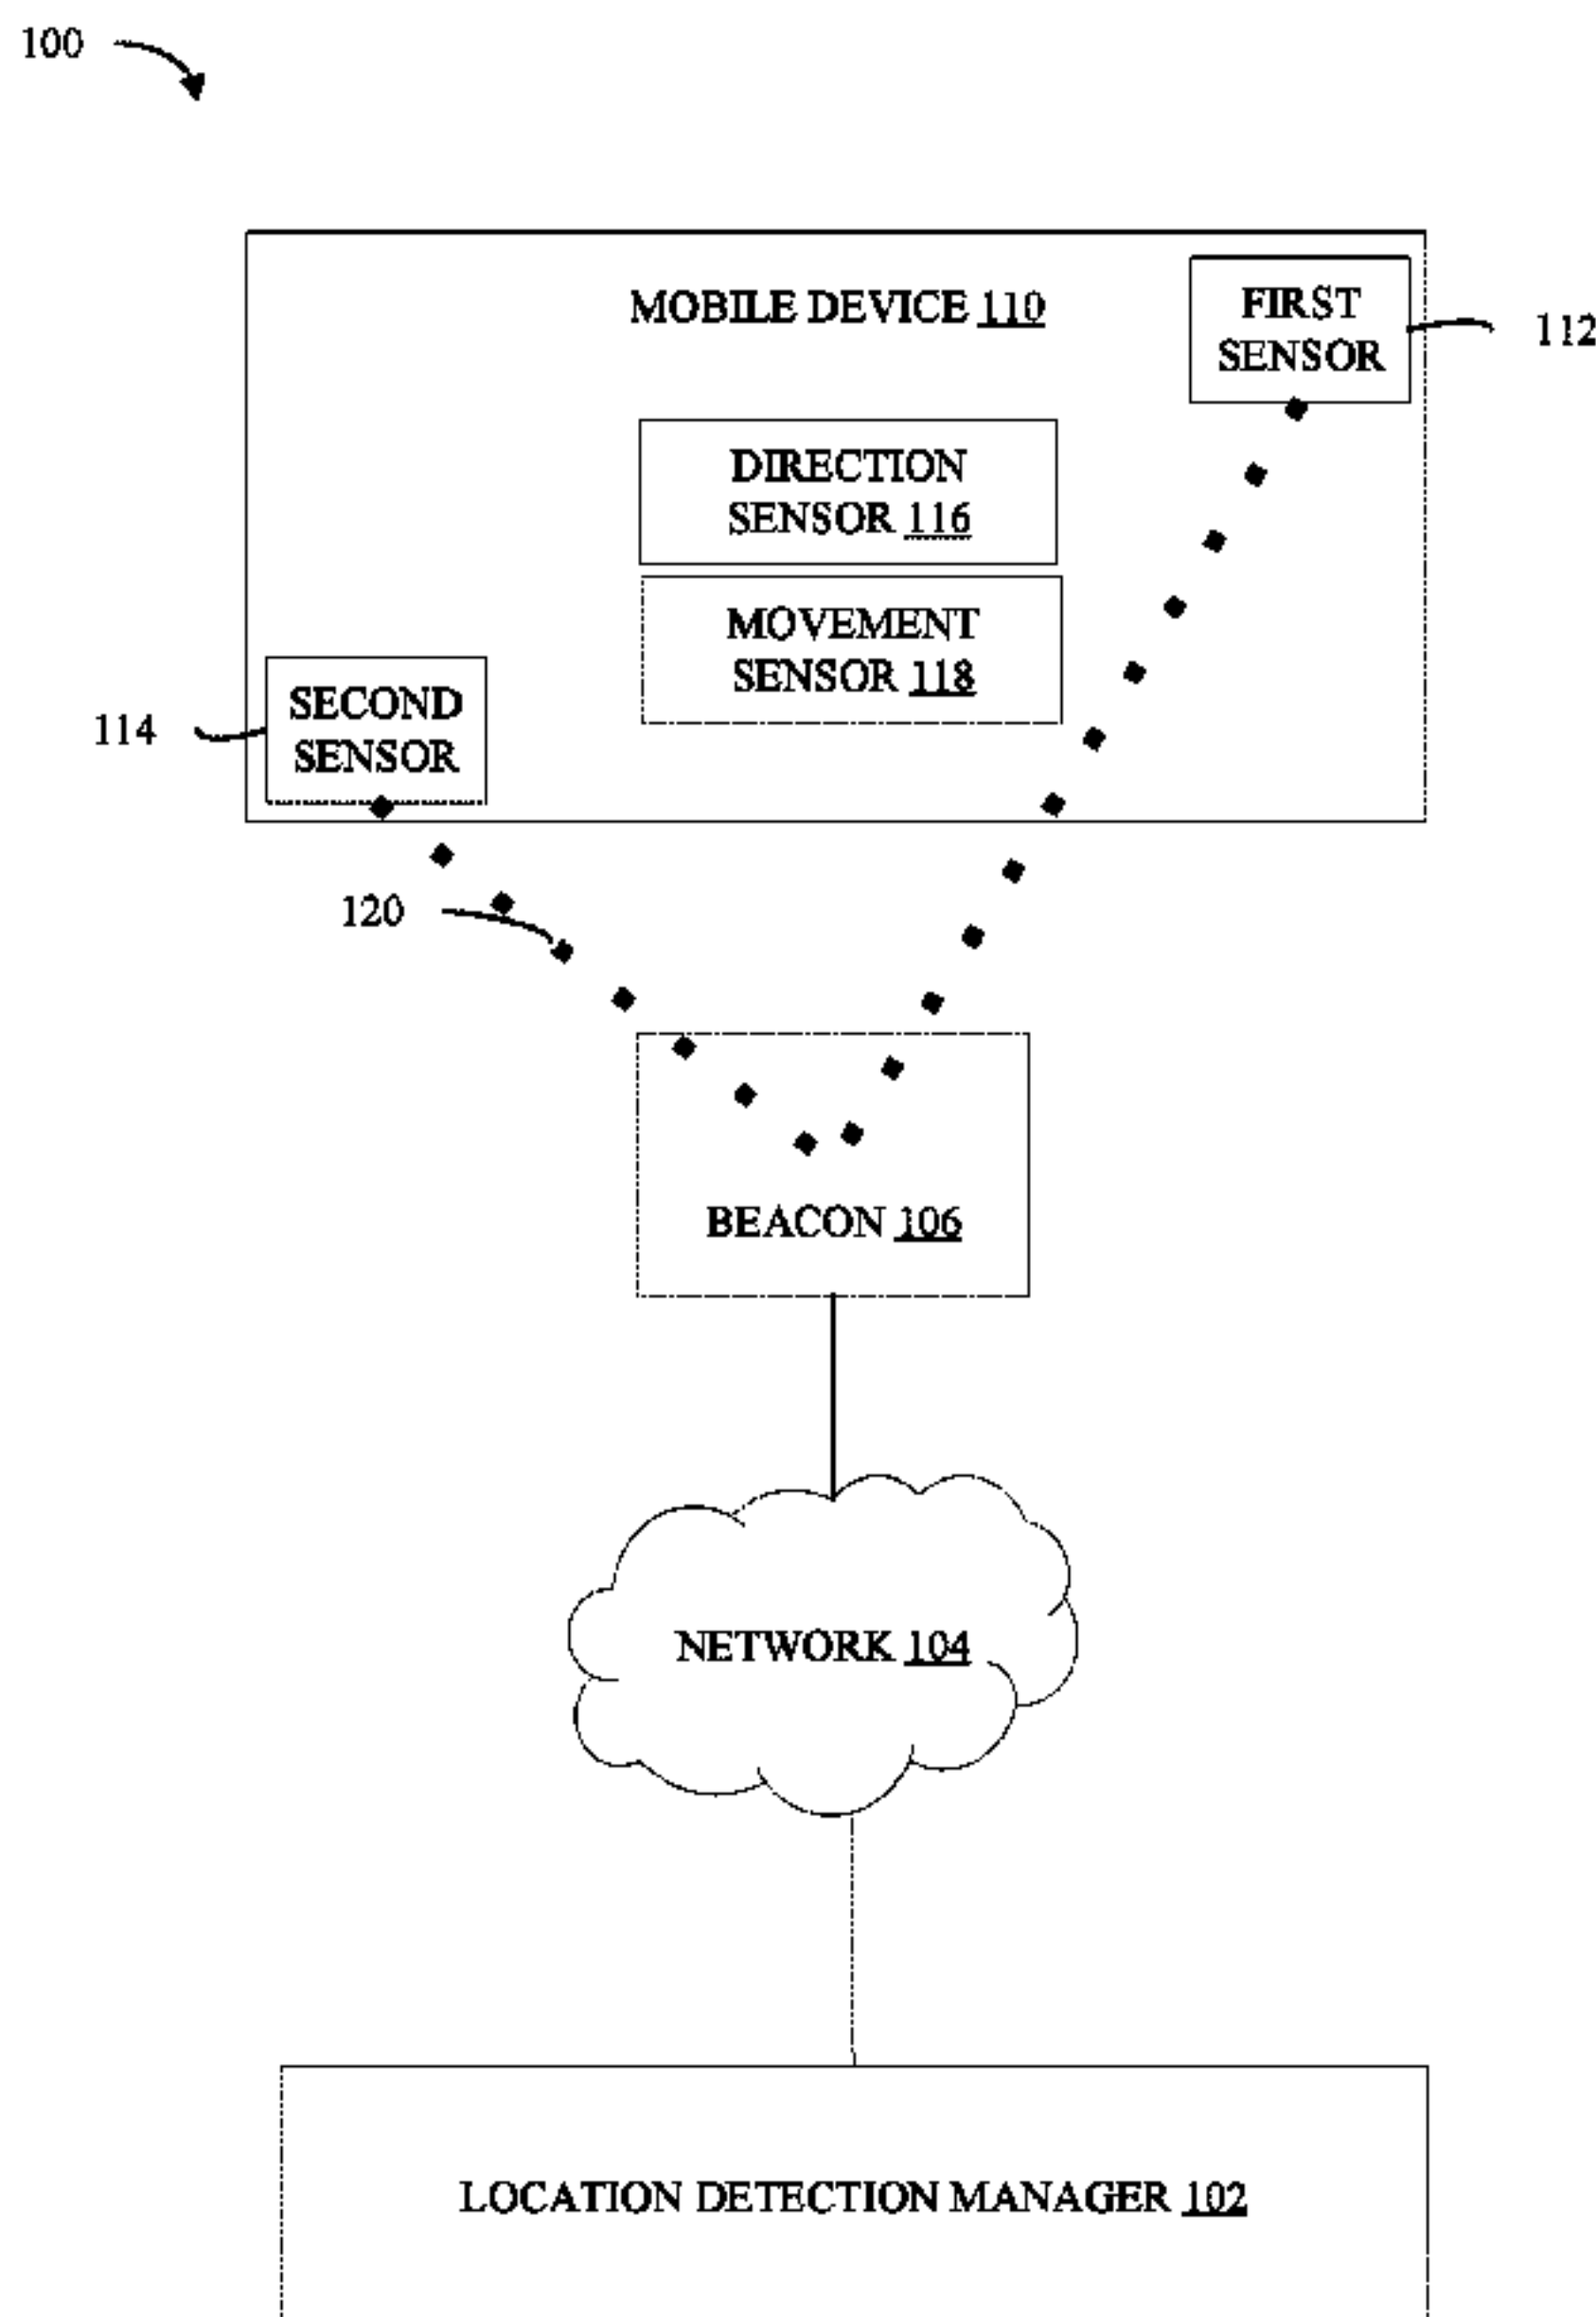 100
MOBILE DEVICE 110
FIRST
SENSOR
112
DIRECTION
SENSOR 116
MOVEMENT
SENSOR 118
SECOND
SENSOR
114
120
BEACON 106
NETWORK 104
LOCATION DETECTION MANAGER 102